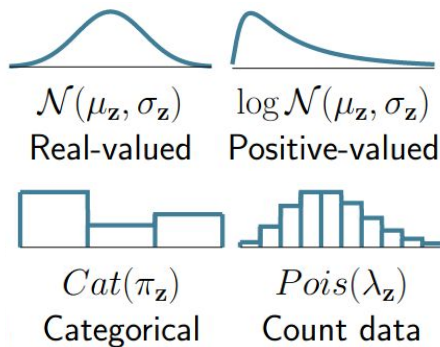 𝒩(μ_z, σ_z) log 𝒩(μ_z, σ_z)
Real-valued Positive-valued
Cat(π_z) Pois(λ_z)
Categorical Count data